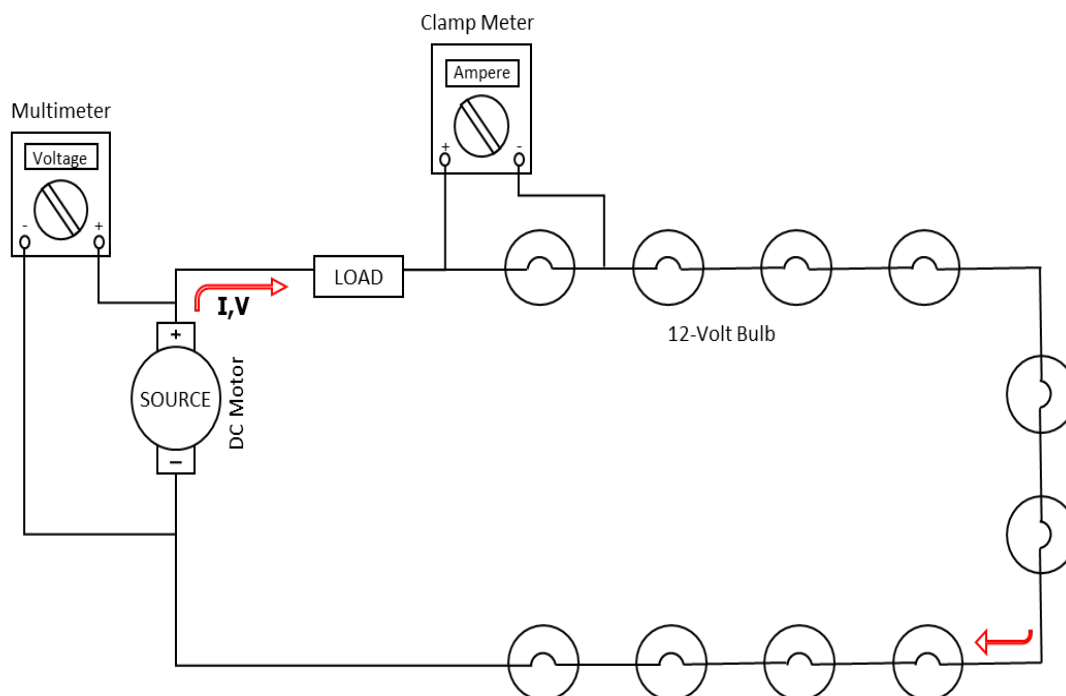 Clamp Meter
Ampere
+ -
Multimeter
Voltage
- +
LOAD
I,V
12-Volt Bulb
+
SOURCE
DC Motor
−